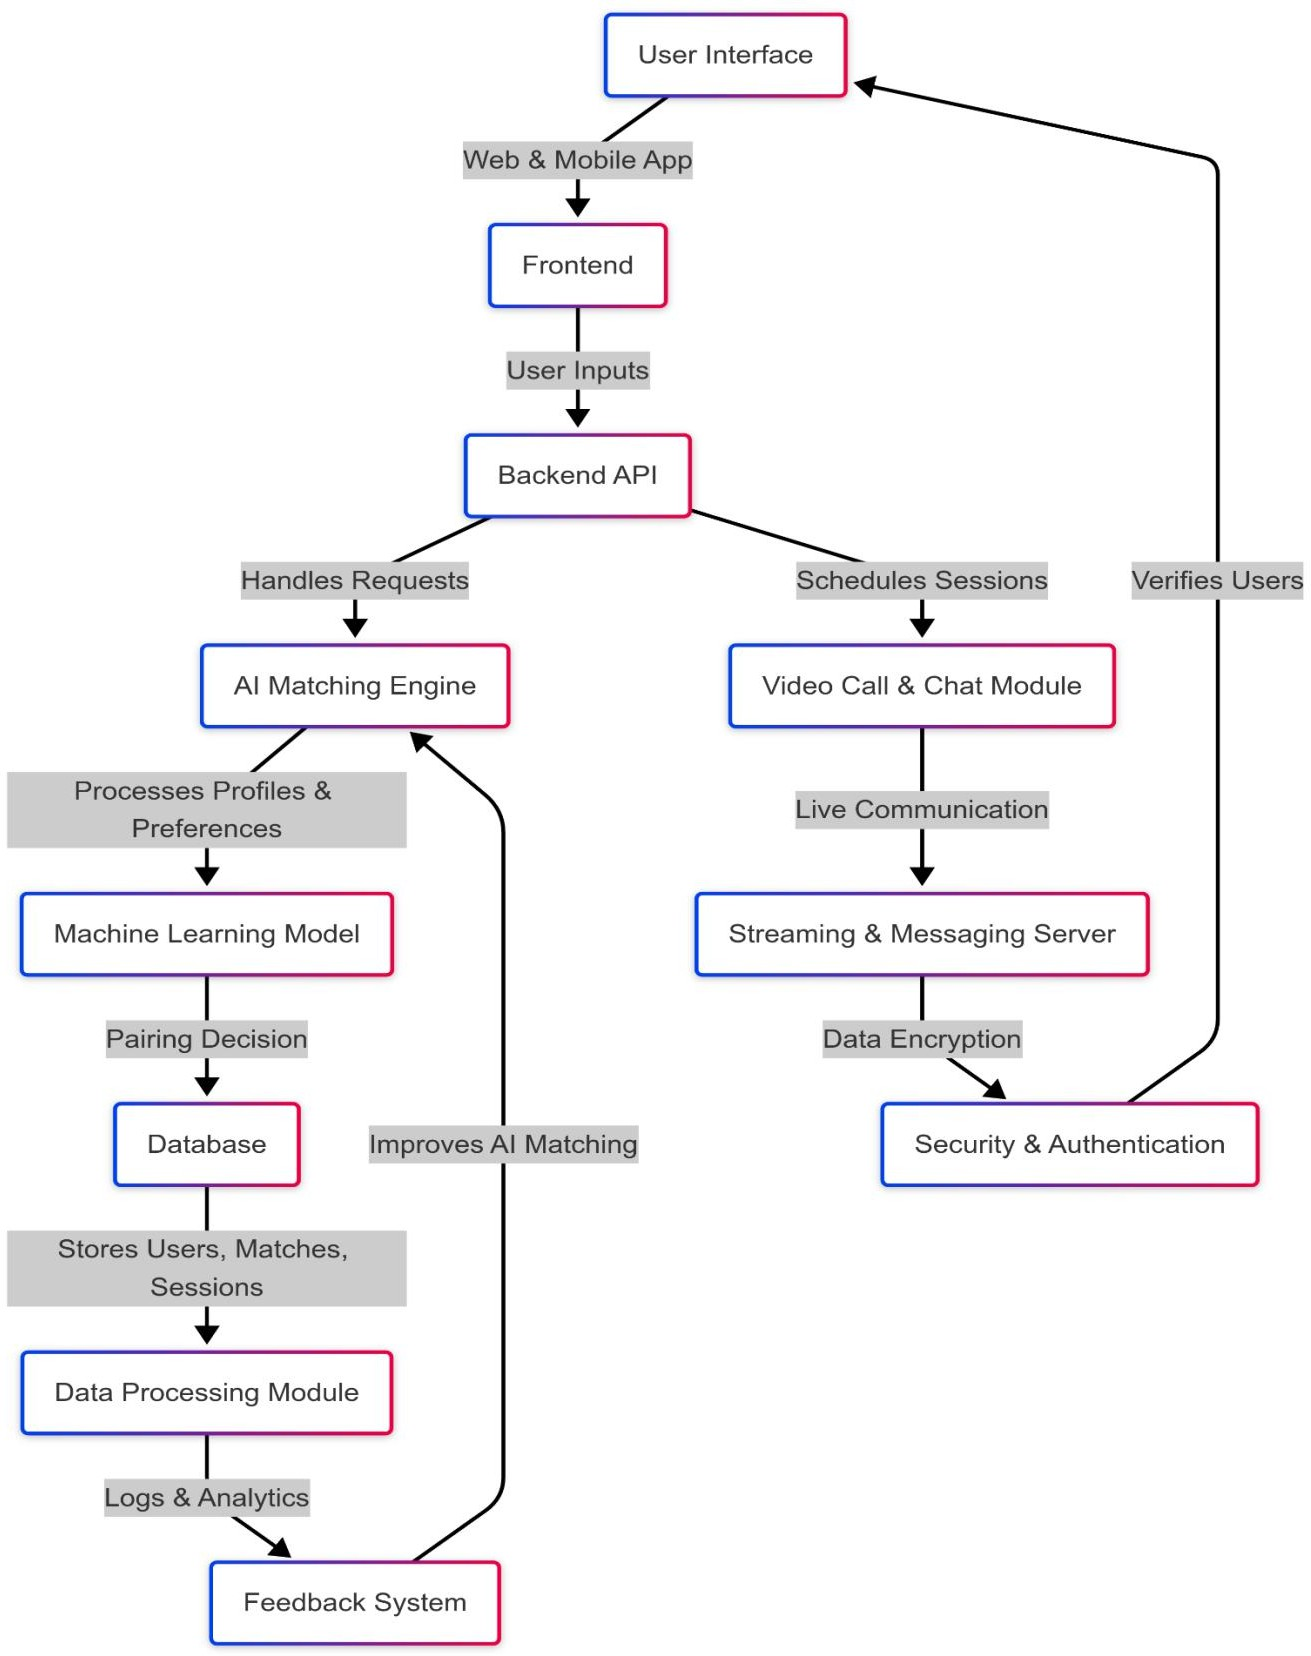 User Interface
Web & Mobile App
Frontend
User Inputs
Backend API
Handles Requests
Schedules Sessions
Verifies Users
AI Matching Engine
Video Call & Chat Module
Processes Profiles &
Preferences
Live Communication
Machine Learning Model
Streaming & Messaging Server
Pairing Decision
Data Encryption
Database
Improves AI Matching
Security & Authentication
Stores Users, Matches,
Sessions
Data Processing Module
Logs & Analytics
Feedback System